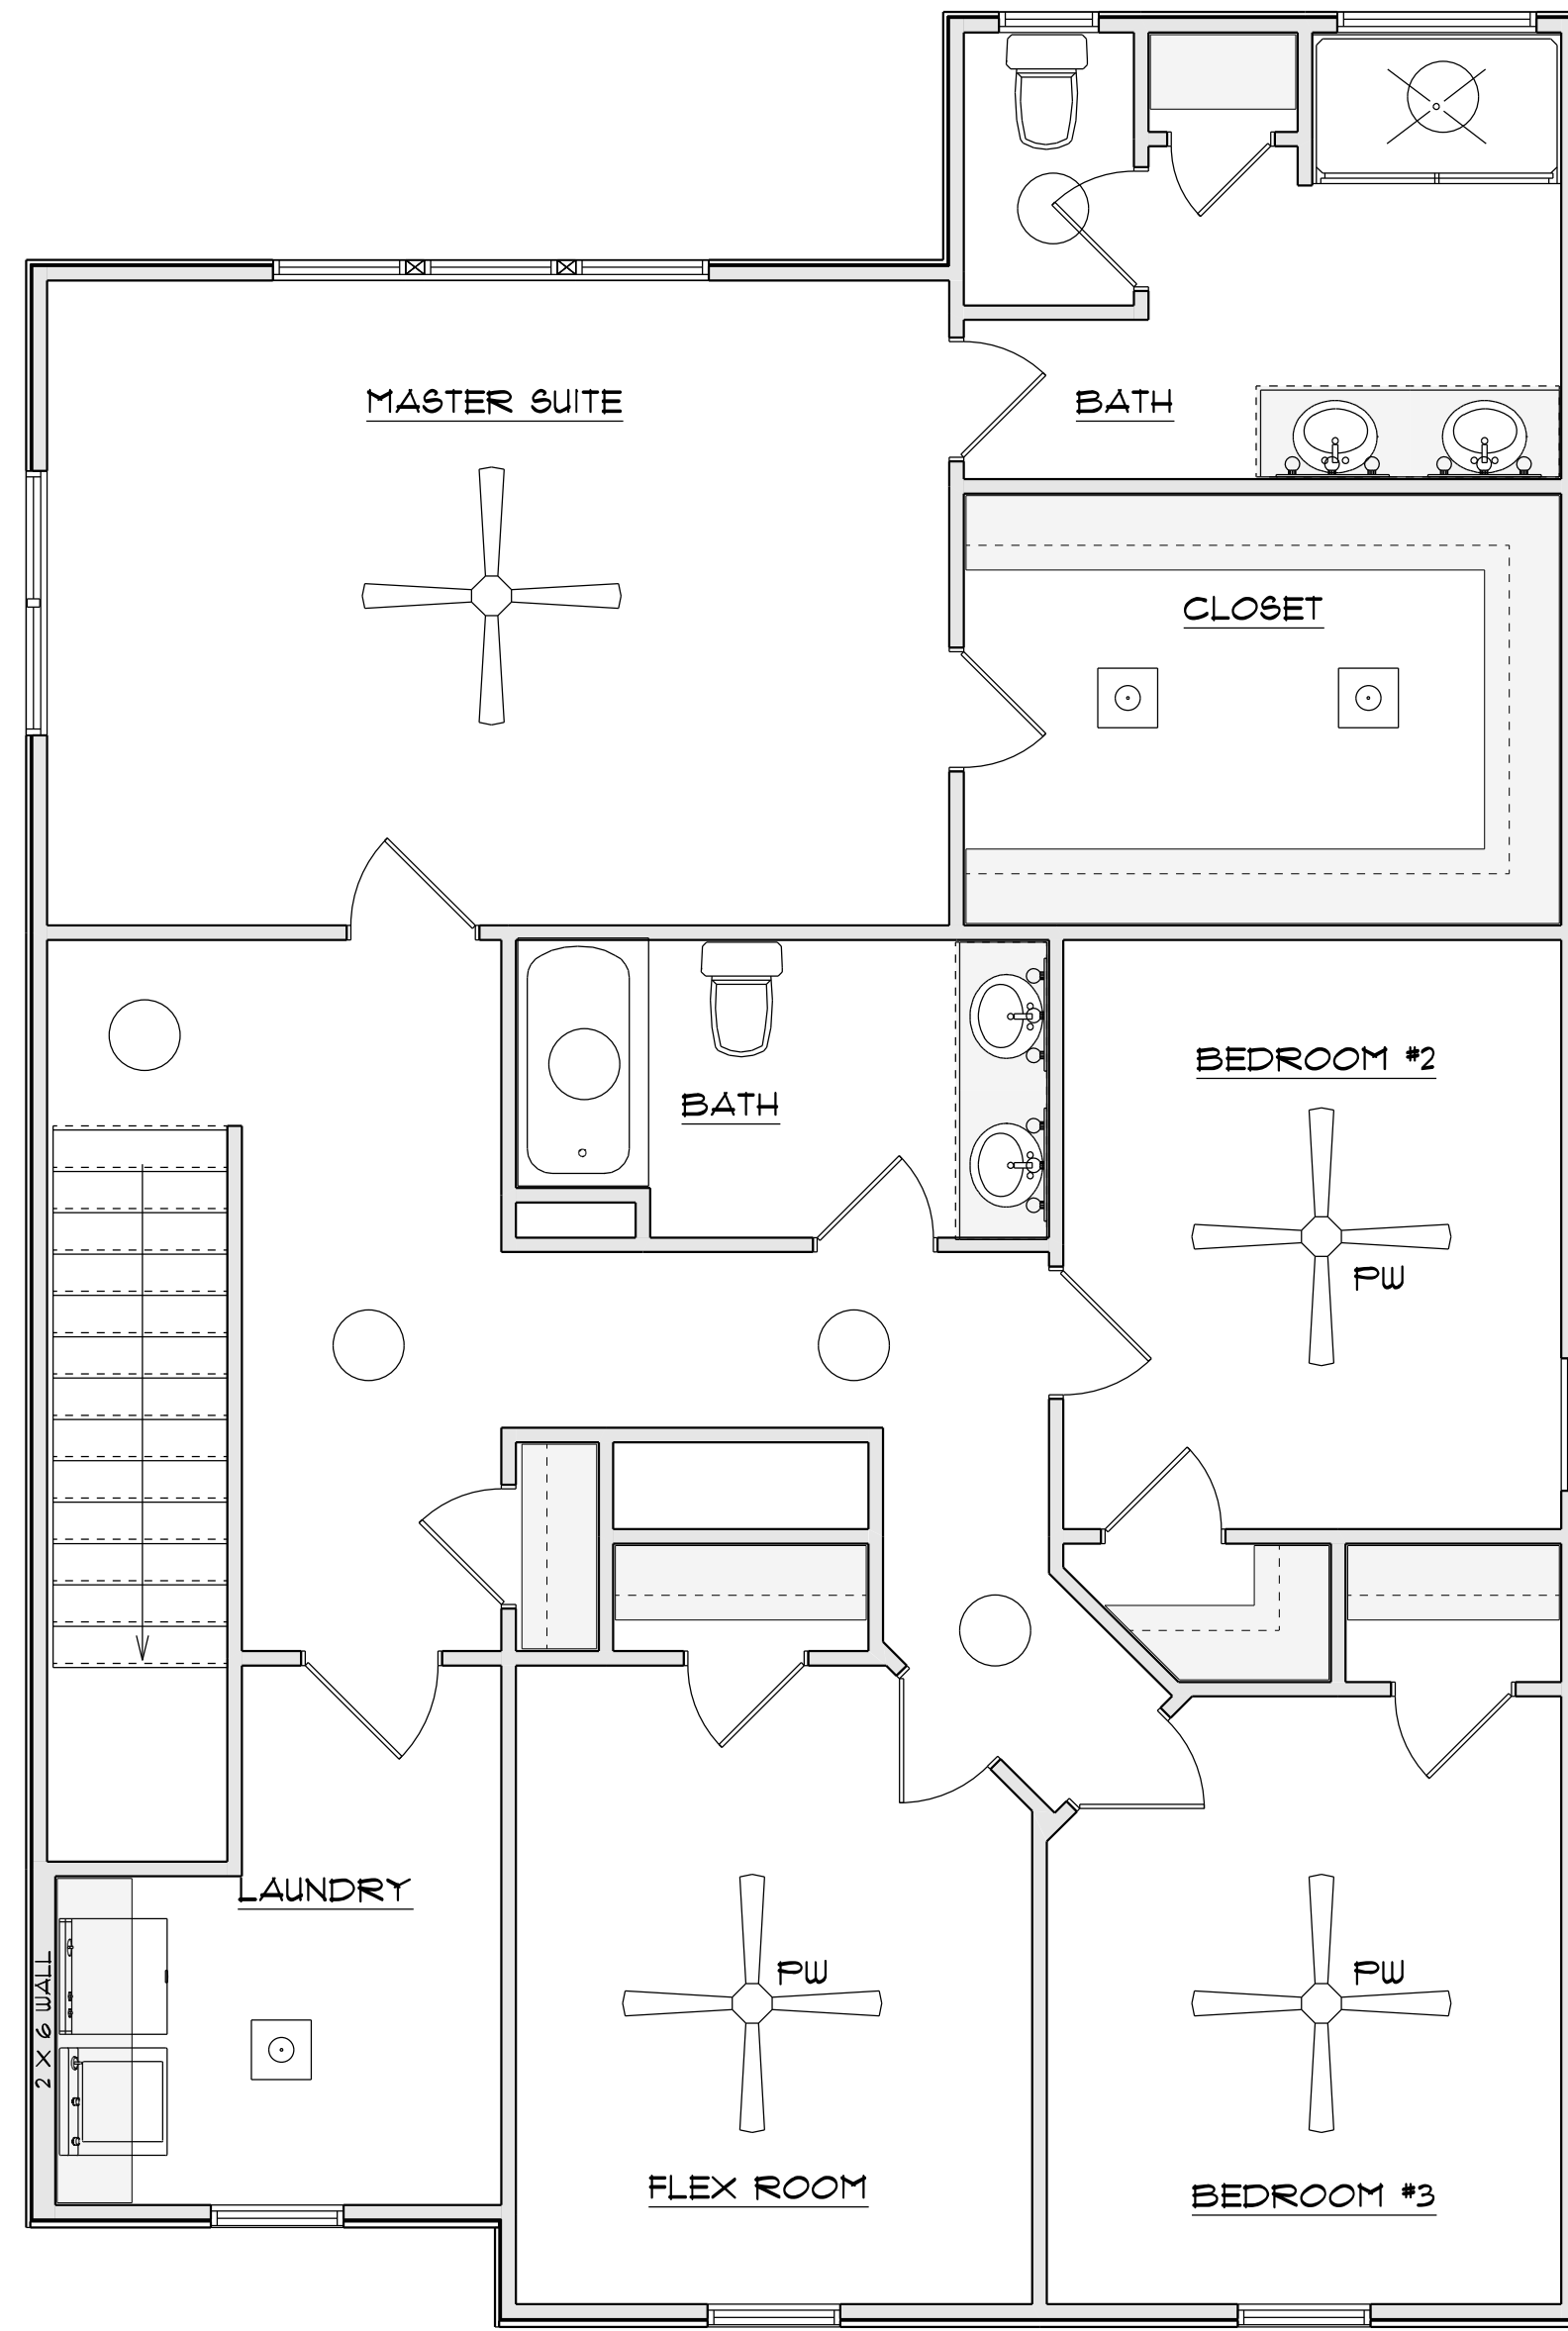 MASTER SUITE
BATH
CLOSET
BEDROOM #2
BATH
PW
LAUNDRY
2 X 6 WALL
PW
PW
FLEX ROOM
BEDROOM #3